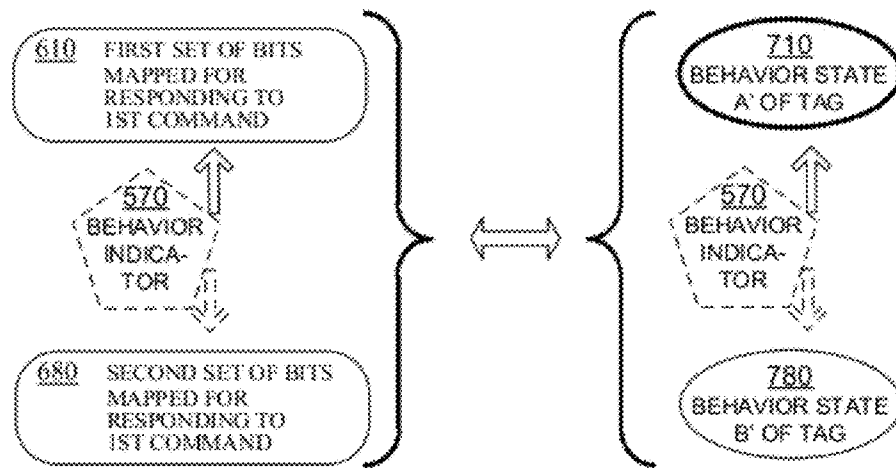 610 FIRST SET OF BITS
MAPPED FOR
RESPONDING TO
1ST COMMAND
570
BEHAVIOR
INDICA-
TOR
680 SECOND SET OF BITS
MAPPED FOR
RESPONDING TO
1ST COMMAND
710
BEHAVIOR STATE
A' OF TAG
570
BEHAVIOR
INDICA-
TOR
780
BEHAVIOR STATE
B' OF TAG